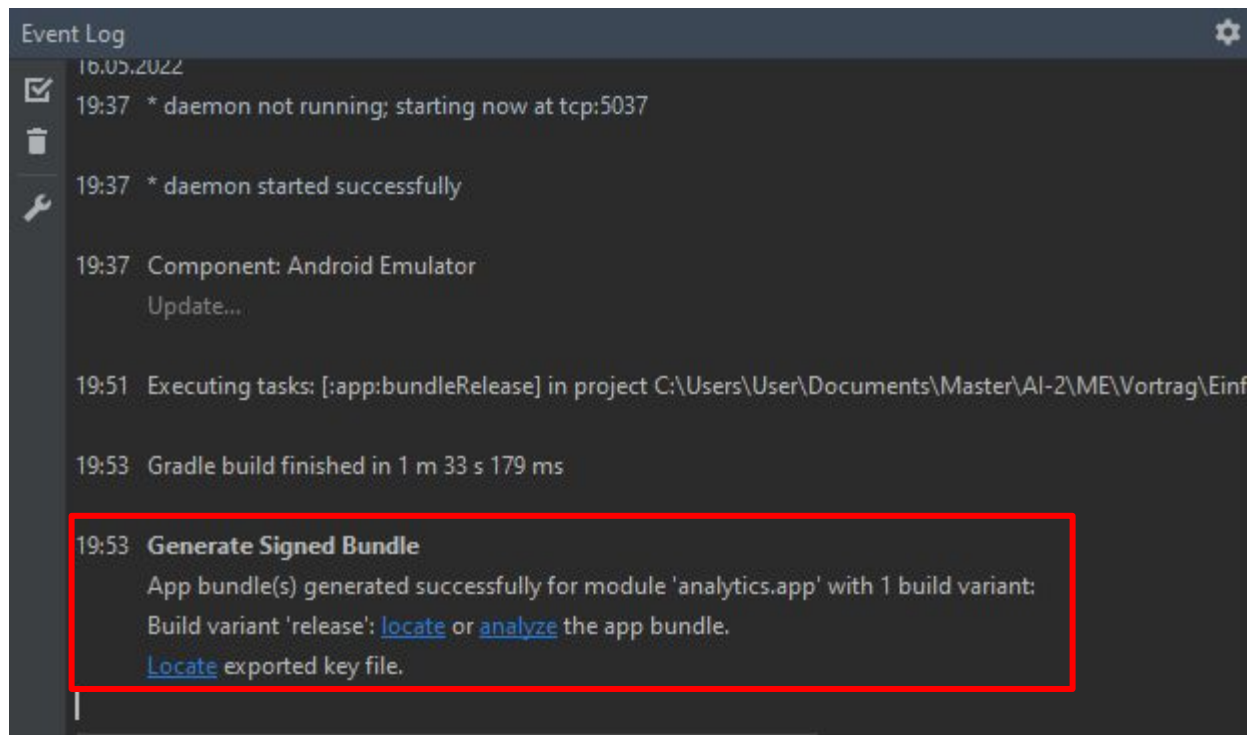 Event Log
16.05.2022
19:37 * daemon not running; starting now at tcp:5037
19:37 * daemon started successfully
19:37 Component: Android Emulator
Update...
19:51 Executing tasks: [:app:bundleRelease] in project C:\Users\User\Documents\Master\AI-2\ME\Vortrag\Einf
19:53 Gradle build finished in 1 m 33 s 179 ms
19:53 Generate Signed Bundle
App bundle(s) generated successfully for module 'analytics.app' with 1 build variant:
Build variant 'release': locate or analyze the app bundle.
Locate exported key file.